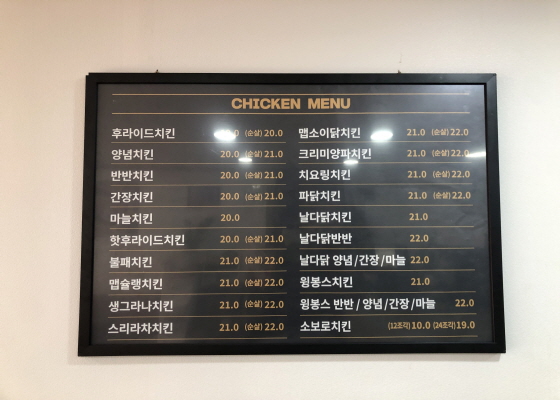 CHICKEN MENU
후라이드치킨 (순살) 20.0
양념치킨 20.0 (순살) 21.0
반반치킨 20.0 (순살) 21.0
간장치킨 20.0 (순살) 21.0
마늘치킨 20.0
핫후라이드치킨 20.0 (순살) 21.0
불패치킨 21.0 (순살) 22.0
맵슐랭치킨 21.0 (순살) 22.0
생그라나치킨 21.0 (순살) 22.0
스리라차치킨 21.0 (순살) 22.0
맵소이닭치킨 21.0 (순살) 22.0
크리미양파치킨 21.0 (순살) 22.0
치요링치킨 21.0 (순살) 22.0
파닭치킨 21.0 (순살) 22.0
날다닭치킨 21.0
날다닭반반 22.0
날다닭 양념/간장/마늘 22.0
윙봉스치킨 21.0
윙봉스 반반 / 양념/간장/마늘 22.0
소보로치킨 (12조각) 10.0 (24조각) 19.0